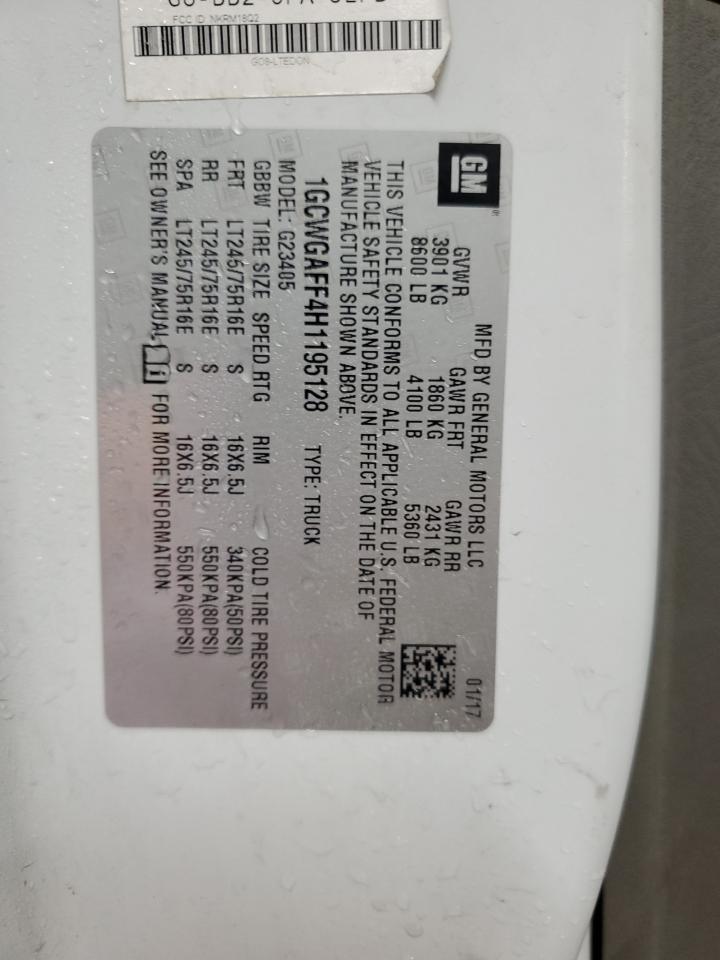 FCC ID NKRM18Q2
GO8-LTEDON
GM
MFD BY GENERAL MOTORS LLC 01/17
GVWR GAWR FRT GAWR RR
3901 KG 1860 KG 2431 KG
8600 LB 4100 LB 5360 LB
THIS VEHICLE CONFORMS TO ALL APPLICABLE U.S. FEDERAL MOTOR
VEHICLE SAFETY STANDARDS IN EFFECT ON THE DATE OF
MANUFACTURE SHOWN ABOVE.
1GCWGAFF4H1195128 TYPE: TRUCK
MODEL: G23405
GBBW TIRE SIZE SPEED RTG RIM COLD TIRE PRESSURE
FRT LT245/75R16E S 16X6.5J 340KPA(50PSI)
RR LT245/75R16E S 16X6.5J 550KPA(80PSI)
SPA LT245/75R16E S 16X6.5J 550KPA(80PSI)
SEE OWNER'S MANUAL i FOR MORE INFORMATION.